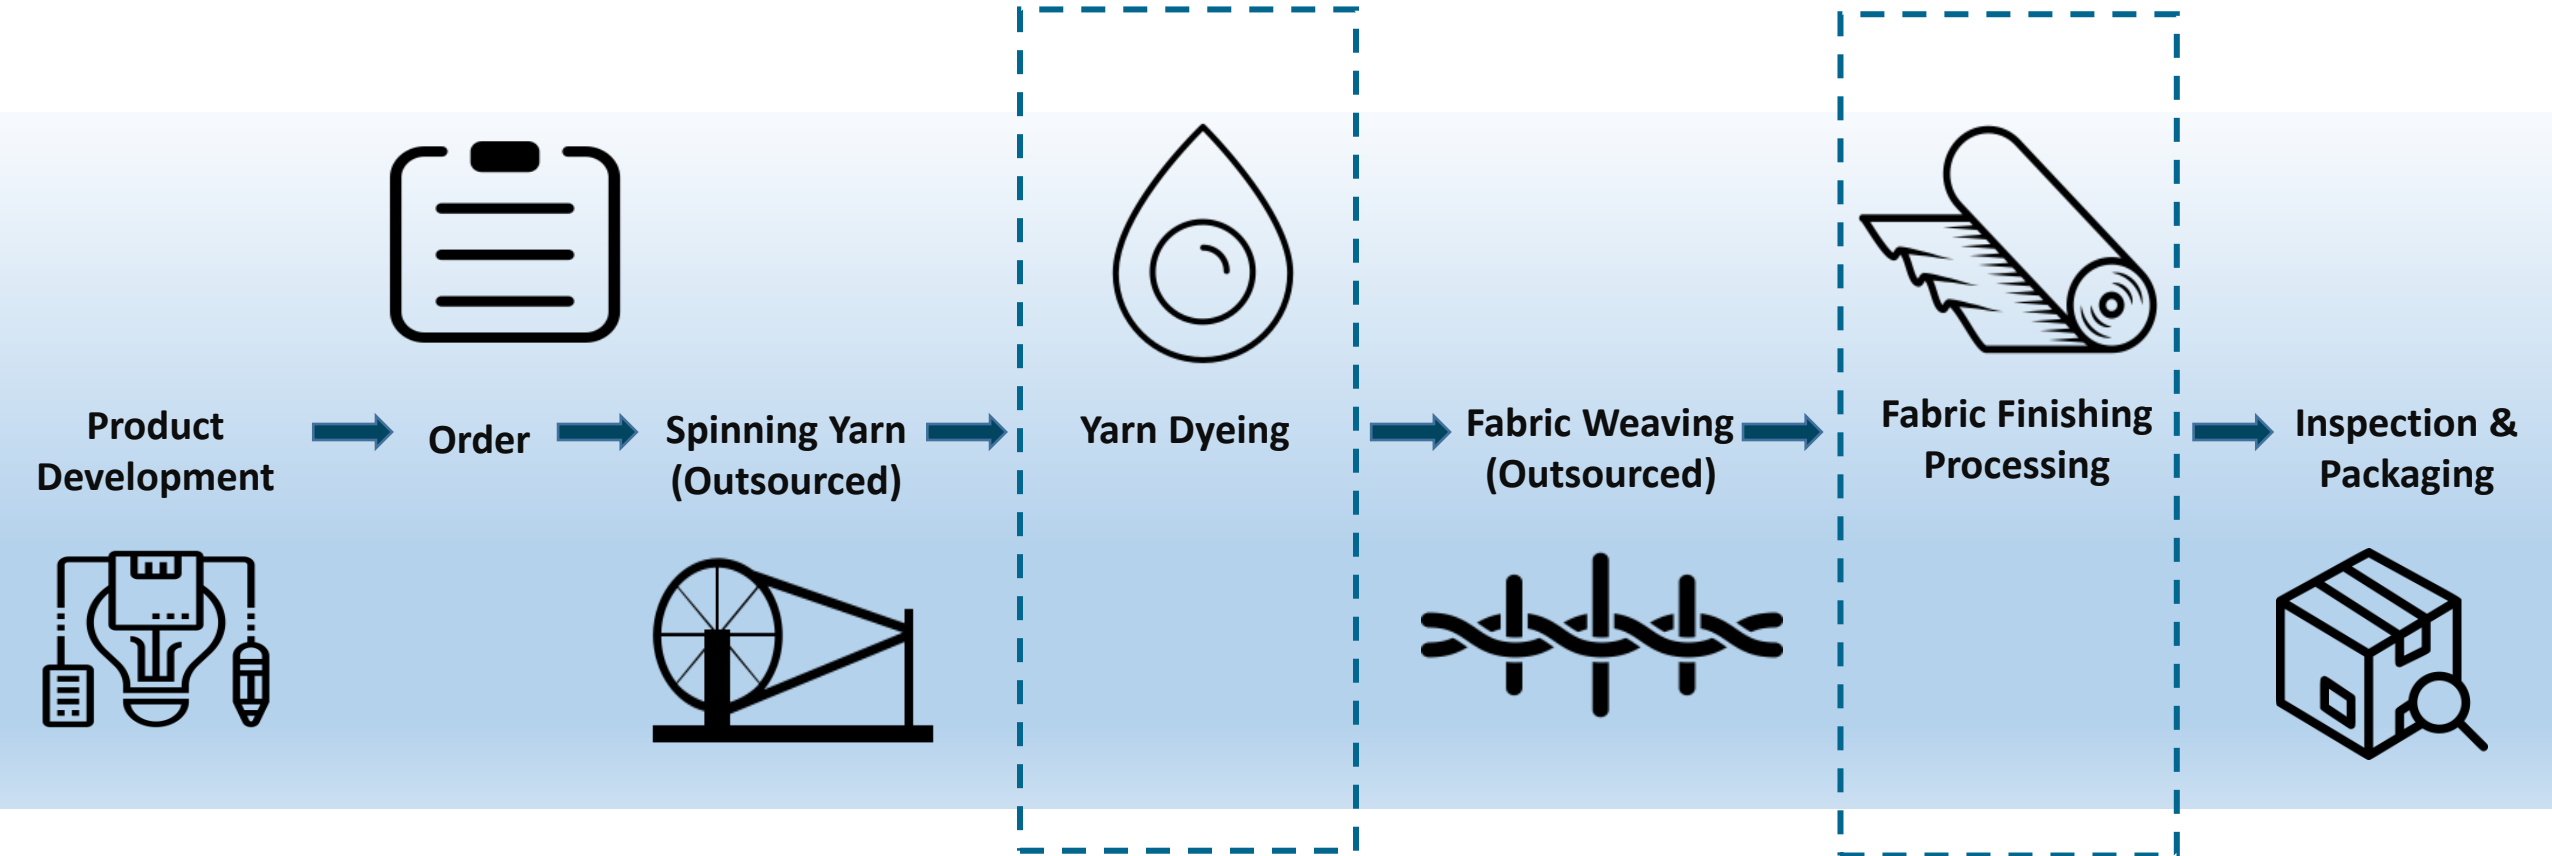 Product
Development
Order
Spinning Yarn
(Outsourced)
Yarn Dyeing
Fabric Weaving
(Outsourced)
Fabric Finishing
Processing
Inspection &
Packaging